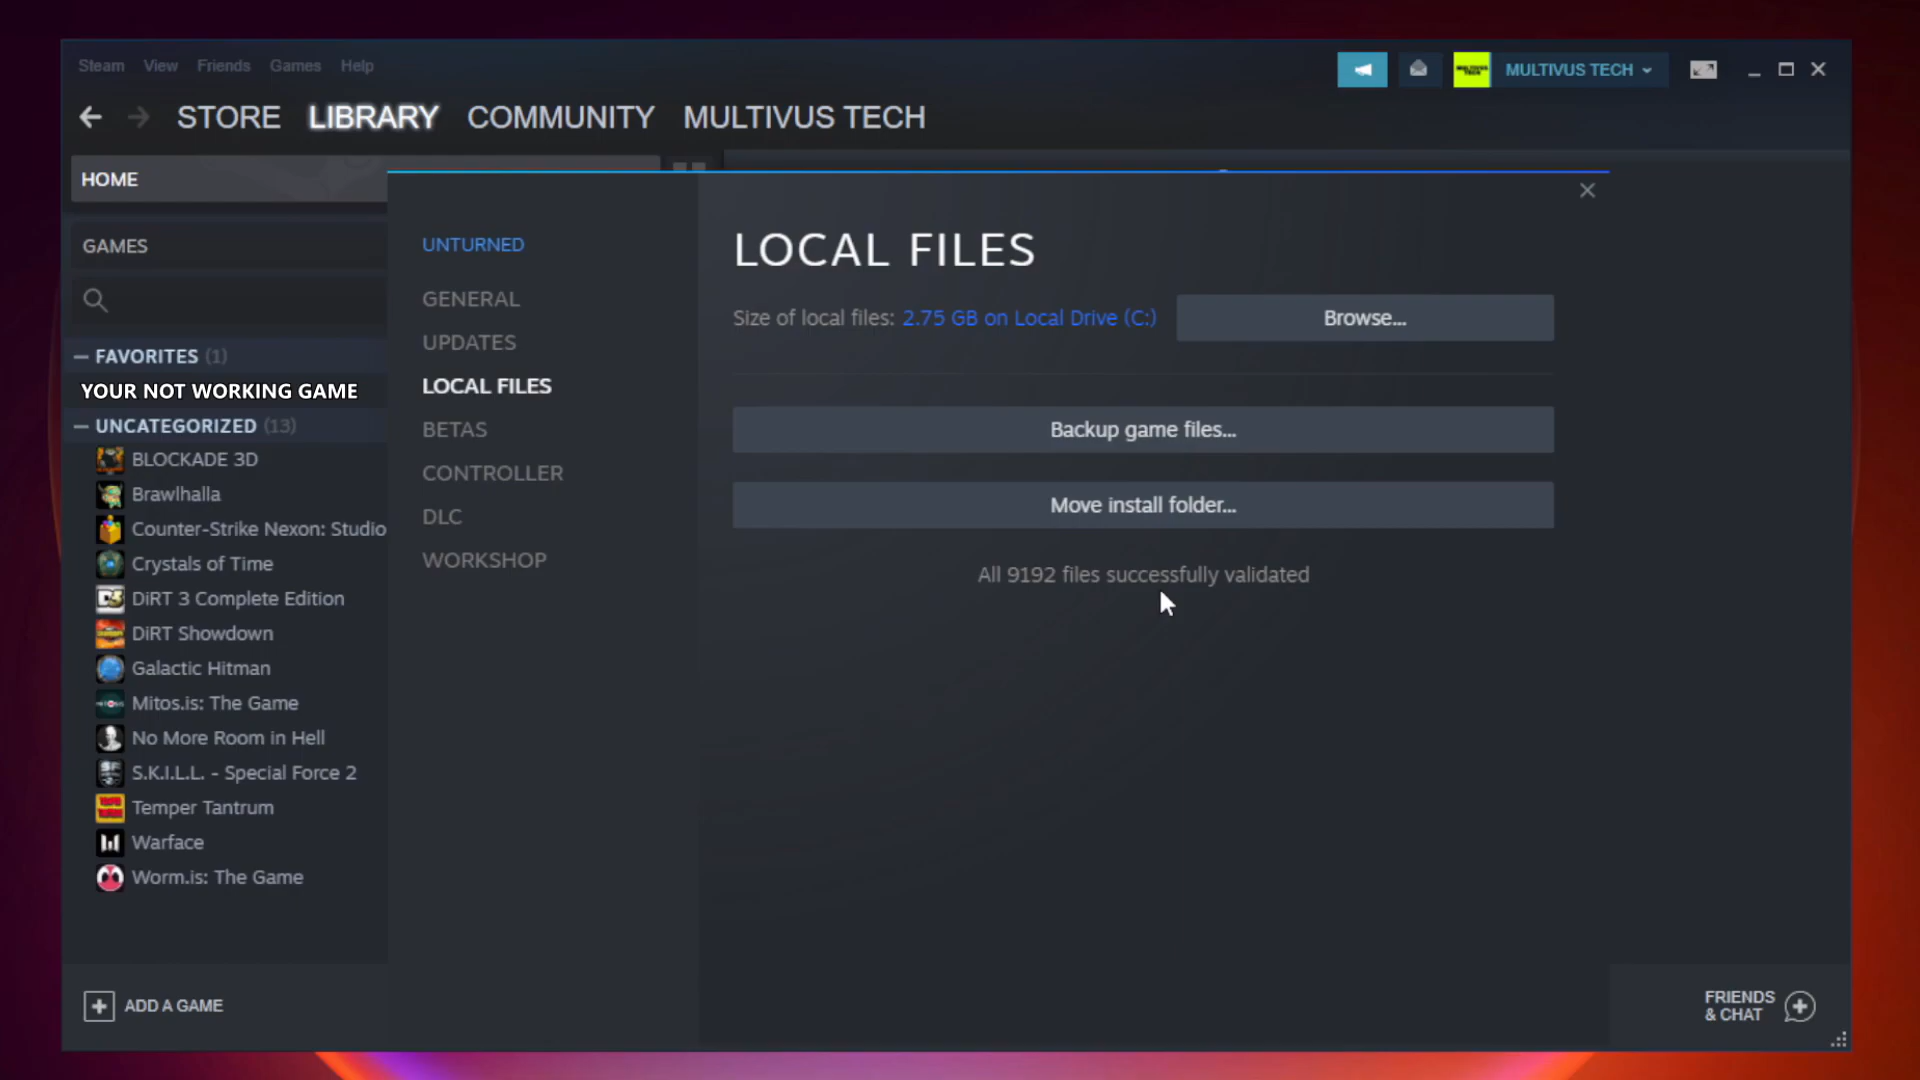 Steam View Friends Games Help
MULTIVUS TECH
STORE LIBRARY COMMUNITY MULTIVUS TECH
HOME
GAMES
— FAVORITES (1)
YOUR NOT WORKING GAME
— UNCATEGORIZED (13)
BLOCKADE 3D
Brawlhalla
Counter-Strike Nexon: Studio
Crystals of Time
DiRT 3 Complete Edition
DiRT Showdown
Galactic Hitman
Mitos.is: The Game
No More Room in Hell
S.K.I.L.L. - Special Force 2
Temper Tantrum
Warface
Worm.is: The Game
ADD A GAME
UNTURNED
GENERAL
UPDATES
LOCAL FILES
BETAS
CONTROLLER
DLC
WORKSHOP
LOCAL FILES
Size of local files: 2.75 GB on Local Drive (C:)
Browse...
Backup game files...
Move install folder...
All 9192 files successfully validated
FRIENDS
& CHAT